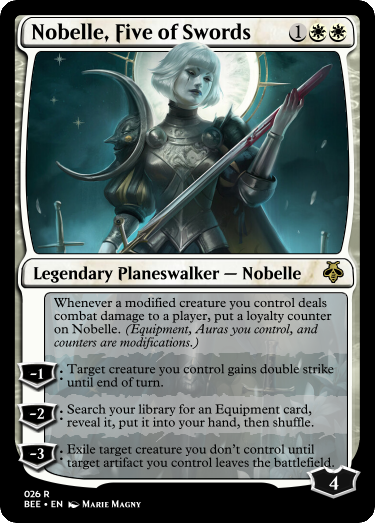 Nobelle, Five of Swords 1
Legendary Planeswalker — Nobelle
Whenever a modified creature you control deals
combat damage to a player, put a loyalty counter
on Nobelle. (Equipment, Auras you control, and
counters are modifications.)
-1 : Target creature you control gains double strike
until end of turn.
-2 : Search your library for an Equipment card,
reveal it, put it into your hand, then shuffle.
-3 : Exile target creature you don't control until
target artifact you control leaves the battlefield.
4
026 R
BEE • EN Marie Magny